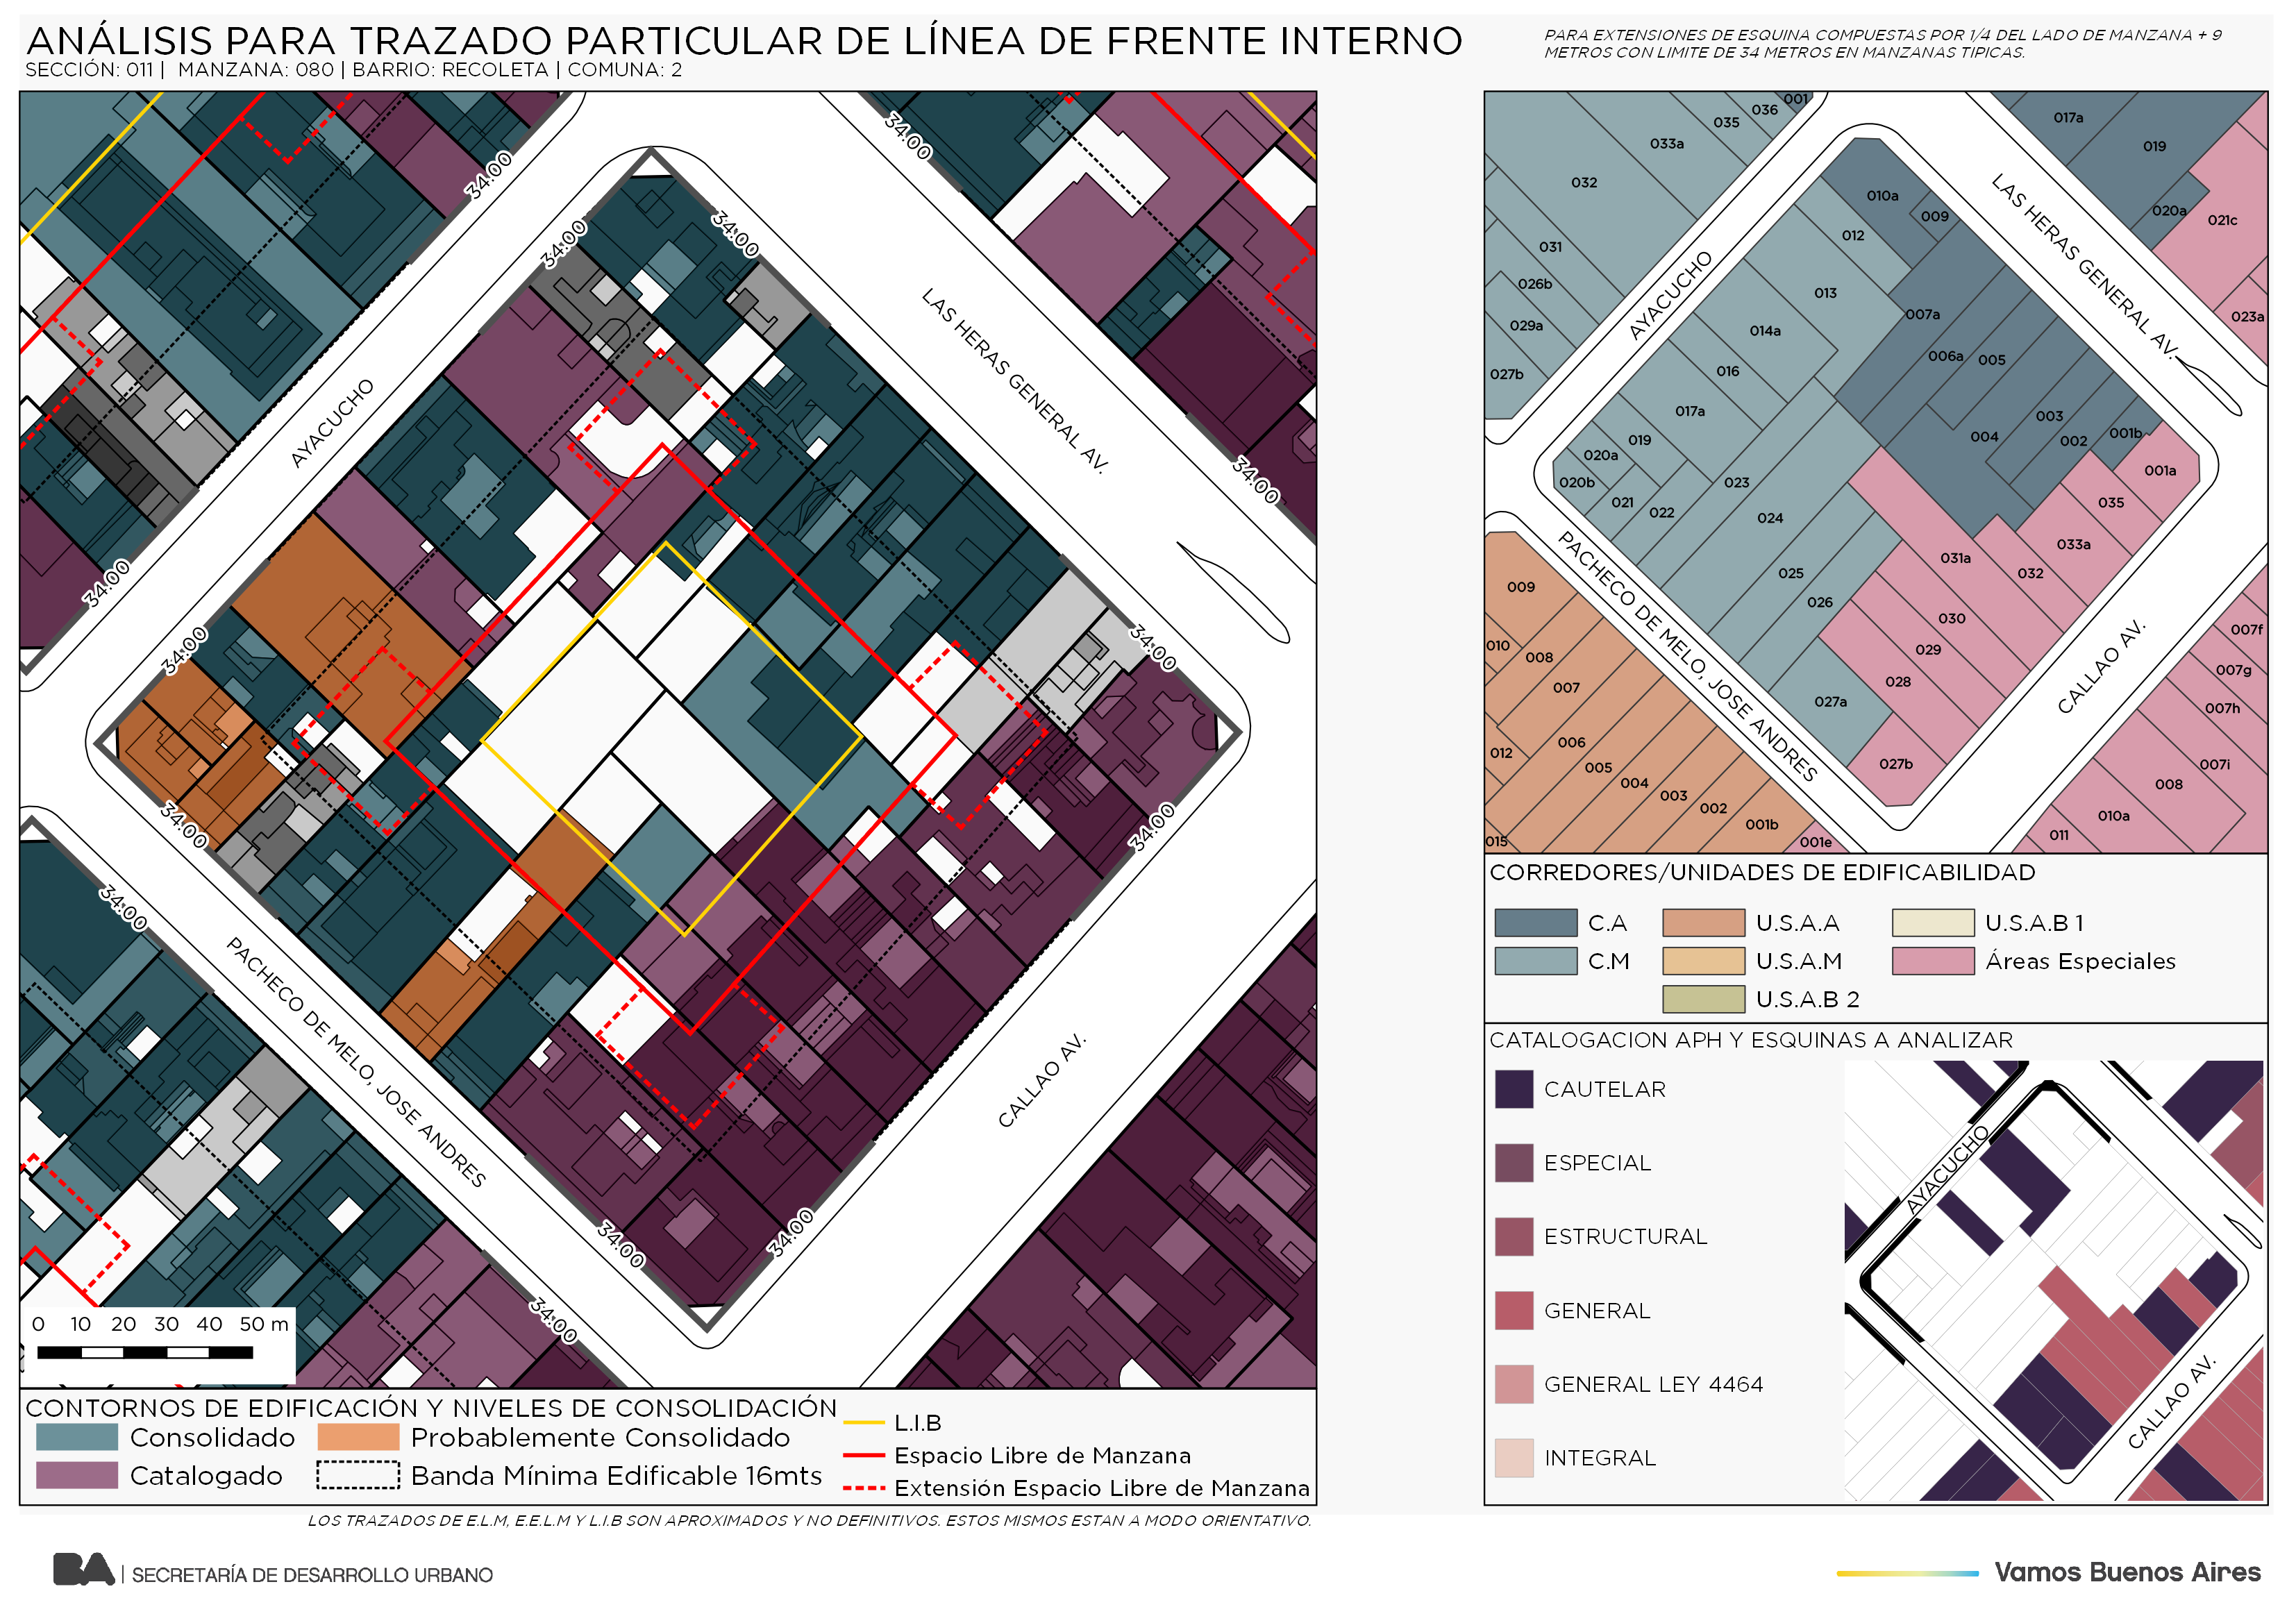 ANÁLISIS PARA TRAZADO PARTICULAR DE LÍNEA DE FRENTE INTERNO
SECCIÓN: 011 | MANZANA: 080 | BARRIO: RECOLETA | COMUNA: 2
PARA EXTENSIONES DE ESQUINA COMPUESTAS POR 1/4 DEL LADO DE MANZANA + 9
METROS CON LIMITE DE 34 METROS EN MANZANAS TIPICAS.
34.00
34.00
34.00
34.00
LAS HERAS GENERAL AV.
AYACUCHO
34.00
34.00
34.00
34.00
34.00
34.00
34.00
PACHECO DE MELO, JOSE ANDRES
CALLAO AV.
34.00
34.00
34.00
0 10 20 30 40 50 m
CONTORNOS DE EDIFICACIÓN Y NIVELES DE CONSOLIDACIÓN
Consolidado
Probablemente Consolidado
Catalogado
Banda Mínima Edificable 16mts
L.I.B
Espacio Libre de Manzana
Extensión Espacio Libre de Manzana
LOS TRAZADOS DE E.L.M, E.E.L.M Y L.I.B SON APROXIMADOS Y NO DEFINITIVOS. ESTOS MISMOS ESTAN A MODO ORIENTATIVO.
001
036
035
033a
032
031
026b
029a
027b
017a
019
020a
021c
023a
AYACUCHO
LAS HERAS GENERAL AV.
010a
009
012
013
007a
014a
006a
005
016
017a
003
019
004
002
001b
020a
001a
020b
023
021
022
035
024
033a
031a
032
025
026
030
029
028
027a
027b
PACHECO DE MELO, JOSE ANDRES
CALLAO AV.
009
010
008
007
012
006
005
004
003
002
001b
015
001e
007f
007g
007h
007i
008
010a
011
CORREDORES/UNIDADES DE EDIFICABILIDAD
C.A
U.S.A.A
U.S.A.B 1
C.M
U.S.A.M
Áreas Especiales
U.S.A.B 2
CATALOGACION APH Y ESQUINAS A ANALIZAR
CAUTELAR
ESPECIAL
ESTRUCTURAL
GENERAL
GENERAL LEY 4464
INTEGRAL
AYACUCHO
CALLAO AV.
BA | SECRETARÍA DE DESARROLLO URBANO
Vamos Buenos Aires